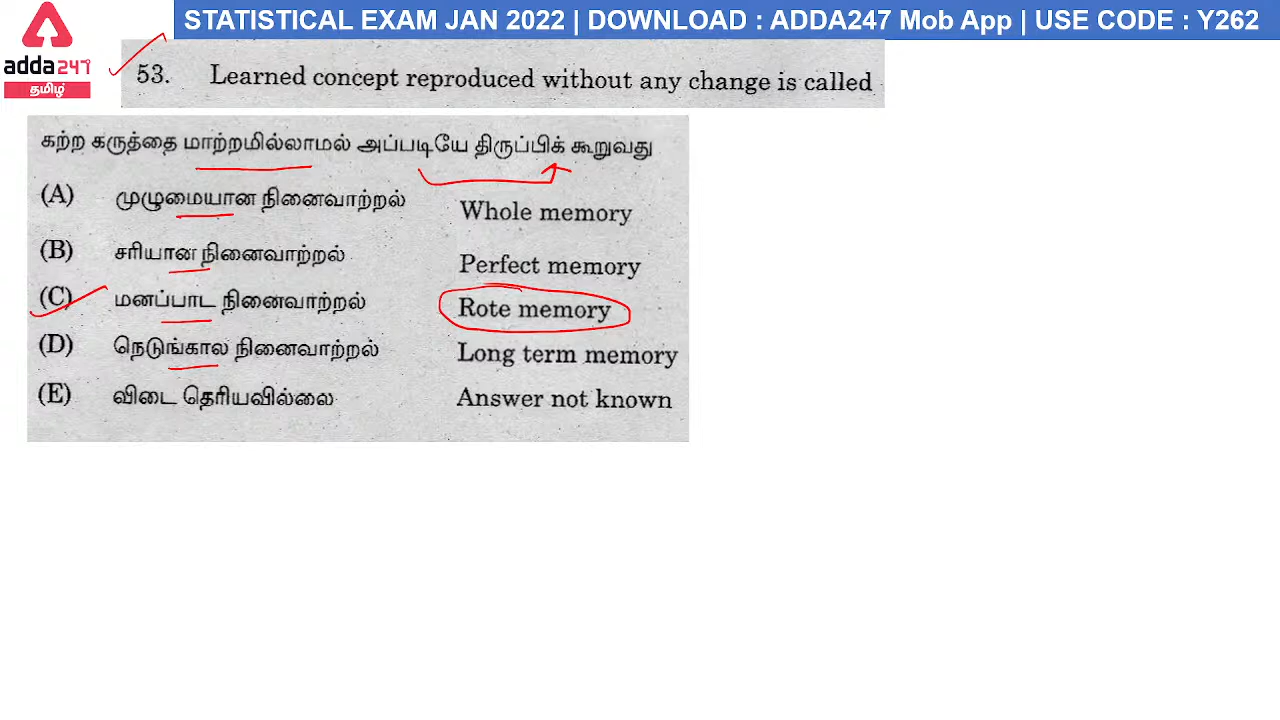 STATISTICAL EXAM JAN 2022 | DOWNLOAD : ADDA247 Mob App | USE CODE : Y262
adda247
தமிழ்
53. Learned concept reproduced without any change is called
கற்ற கருத்தை மாற்றமில்லாமல் அப்படியே திருப்பிக் கூறுவது
(A) முழுமையான நினைவாற்றல் Whole memory
(B) சரியான நினைவாற்றல் Perfect memory
(C) மனப்பாட நினைவாற்றல் Rote memory
(D) நெடுங்கால நினைவாற்றல் Long term memory
(E) விடை தெரியவில்லை Answer not known